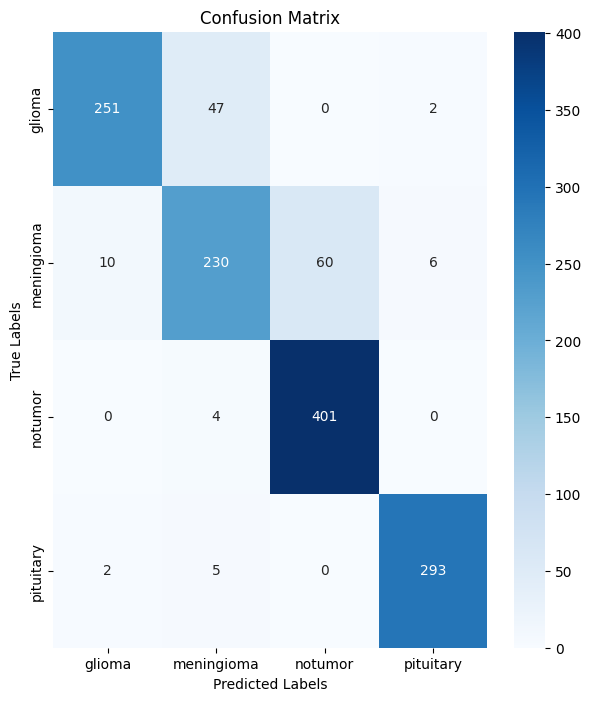 Confusion Matrix
True Labels
glioma
251 47 0 2
meningioma
10 230 60 6
notumor
0 4 401 0
pituitary
2 5 0 293
glioma meningioma notumor pituitary
Predicted Labels
400
350
300
250
200
150
100
50
0